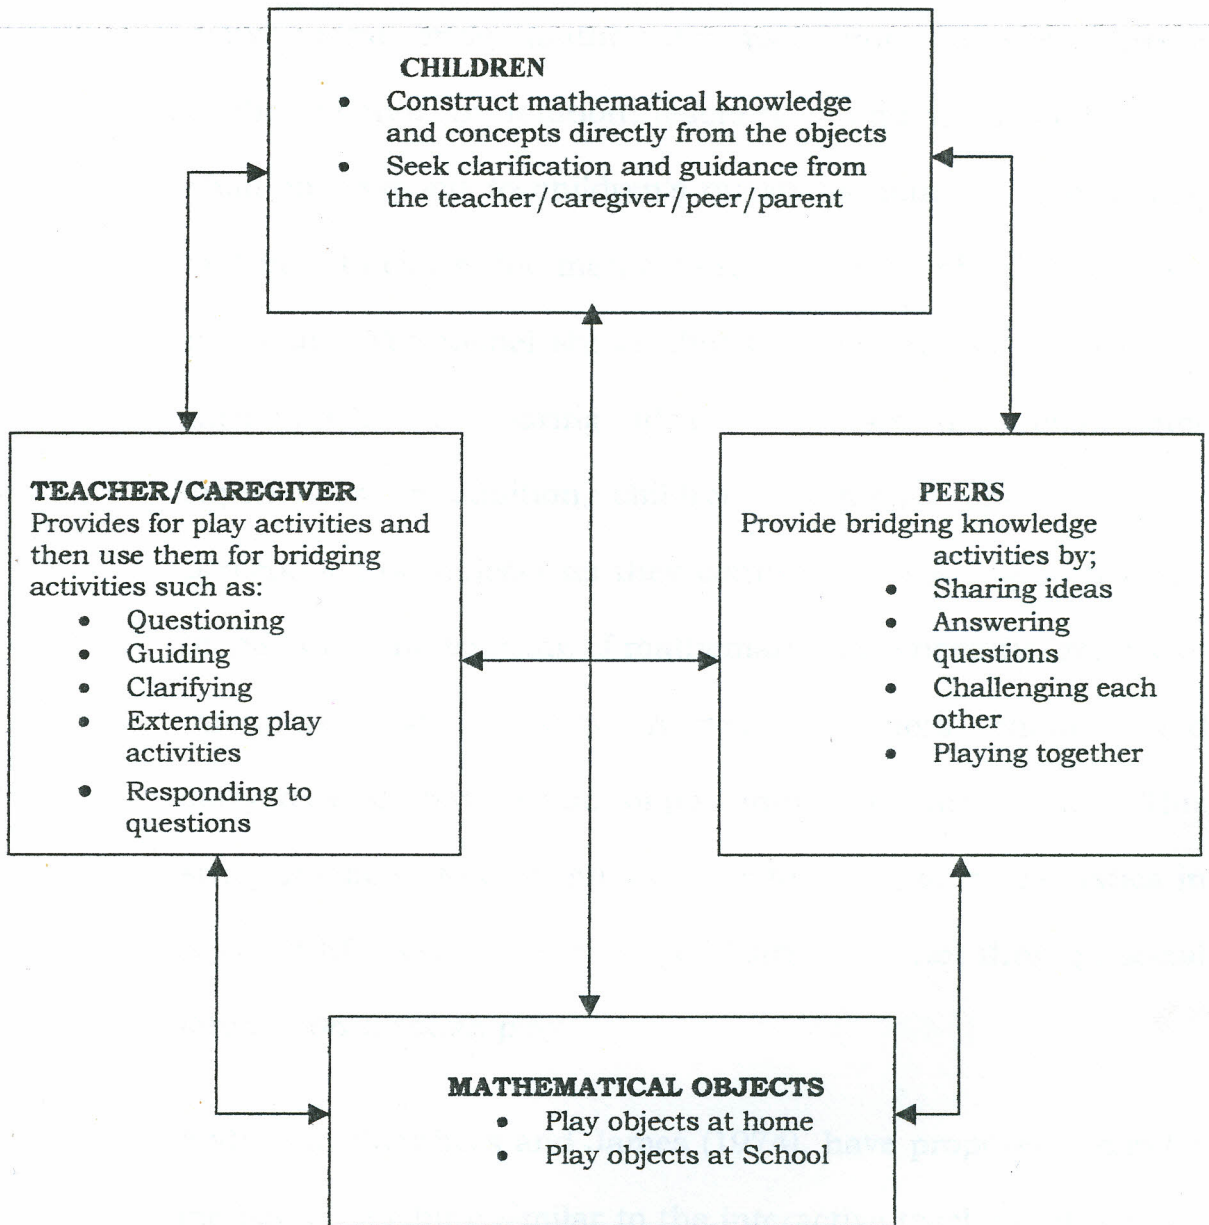 CHILDREN
• Construct mathematical knowledge
and concepts directly from the objects
• Seek clarification and guidance from
the teacher/caregiver/peer/parent
TEACHER/CAREGIVER
Provides for play activities and
then use them for bridging
activities such as:
• Questioning
• Guiding
• Clarifying
• Extending play
activities
• Responding to
questions
PEERS
Provide bridging knowledge
activities by;
• Sharing ideas
• Answering
questions
• Challenging each
other
• Playing together
MATHEMATICAL OBJECTS
• Play objects at home
• Play objects at School